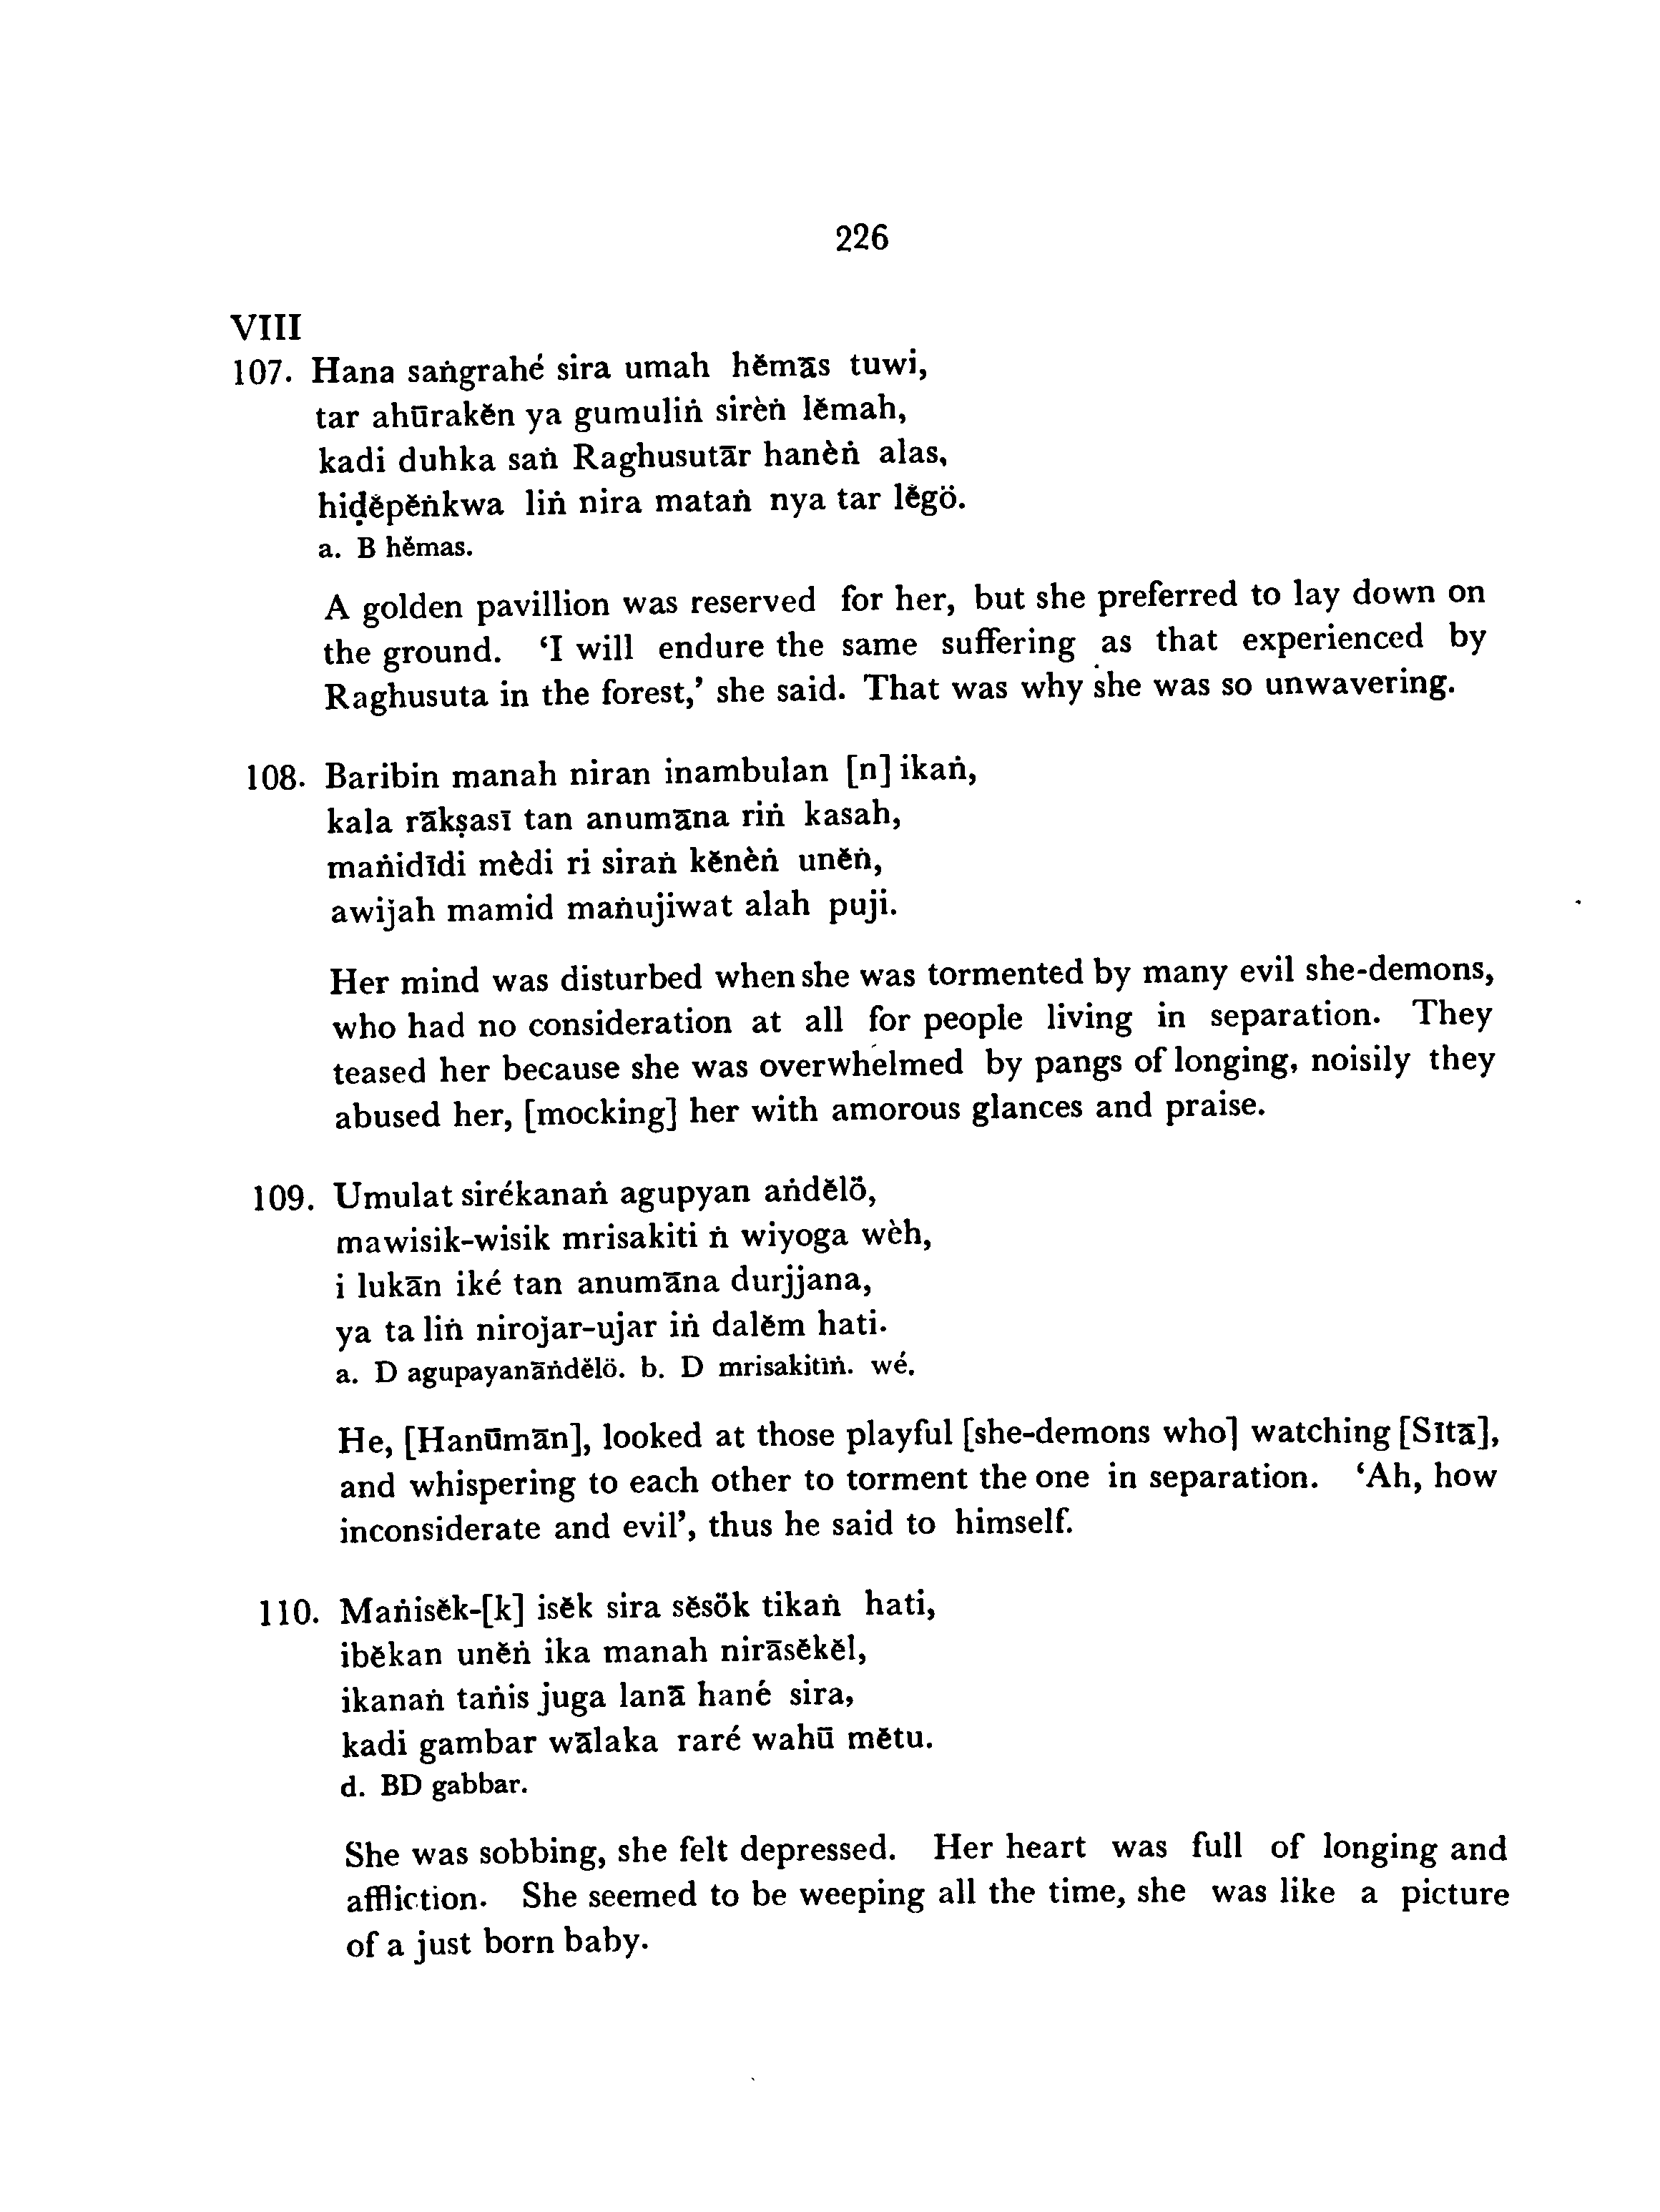 226
VIII
107. Hana saṅgrahé sira umah hĕmās tuwi,
tar ahūrakĕn ya gumuliṅ sirèṅ lĕmah,
kadi duhka saṅ Raghusutār hanèṅ alas,
hiḍĕpĕṅkwa liṅ nira mataṅ nya tar lĕgö.
a. B hĕmas.
A golden pavillion was reserved for her, but she preferred to lay down on
the ground. ‘I will endure the same suffering as that experienced by
Raghusuta in the forest,’ she said. That was why she was so unwavering.
108. Baribin manah niran inambulan [n] ikaṅ,
kala rākṣasī tan anumāna riṅ kasah,
maṅidīdi mèdi ri siraṅ kĕnèṅ unĕṅ,
awijah mamid maṅujiwat alah puji.
Her mind was disturbed when she was tormented by many evil she-demons,
who had no consideration at all for people living in separation. They
teased her because she was overwhelmed by pangs of longing, noisily they
abused her, [mocking] her with amorous glances and praise.
109. Umulat sirékanaṅ agupyan aṅdĕlö,
mawisik-wisik mrisakiti ṅ wiyoga wèh,
i lukān iké tan anumāna durjjana,
ya ta liṅ nirojar-ujar iṅ dalĕm hati.
a. D agupayanāṅdĕlö. b. D mrisakitiṅ. wé.
He, [Hanūmān], looked at those playful [she-demons who] watching [Sītā],
and whispering to each other to torment the one in separation. ‘Ah, how
inconsiderate and evil’, thus he said to himself.
110. Maṅisĕk-[k] isĕk sira sĕsök tikaṅ hati,
ibĕkan unĕṅ ika manah nirāsĕkĕl,
ikanaṅ taṅis juga lanā hané sira,
kadi gambar wālaka raré wahū mĕtu.
d. BD gabbar.
She was sobbing, she felt depressed. Her heart was full of longing and
affliction. She seemed to be weeping all the time, she was like a picture
of a just born baby.